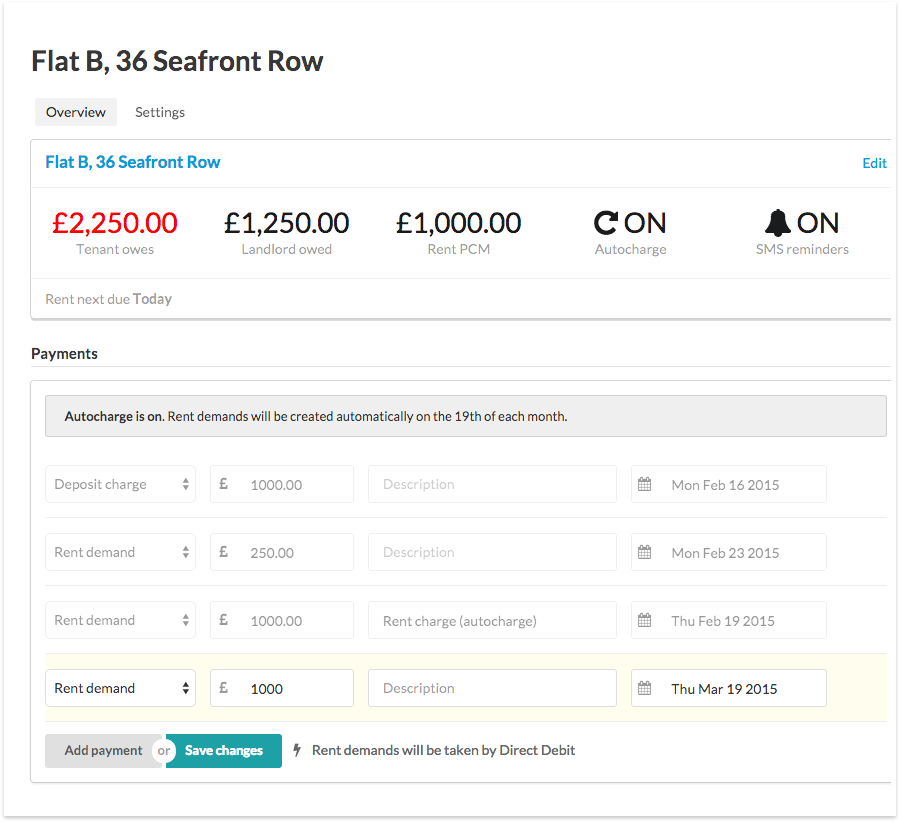 Flat B, 36 Seafront Row
Overview Settings
Flat B, 36 Seafront Row Edit
£2,250.00 £1,250.00 £1,000.00 ON ON
Tenant owes Landlord owed Rent PCM Autocharge SMS reminders
Rent next due Today
Payments
Autocharge is on. Rent demands will be created automatically on the 19th of each month.
Deposit charge £ 1000.00 Description Mon Feb 16 2015
Rent demand £ 250.00 Description Mon Feb 23 2015
Rent demand £ 1000.00 Rent charge (autocharge) Thu Feb 19 2015
Rent demand £ 1000 Description Thu Mar 19 2015
Add payment or Save changes Rent demands will be taken by Direct Debit